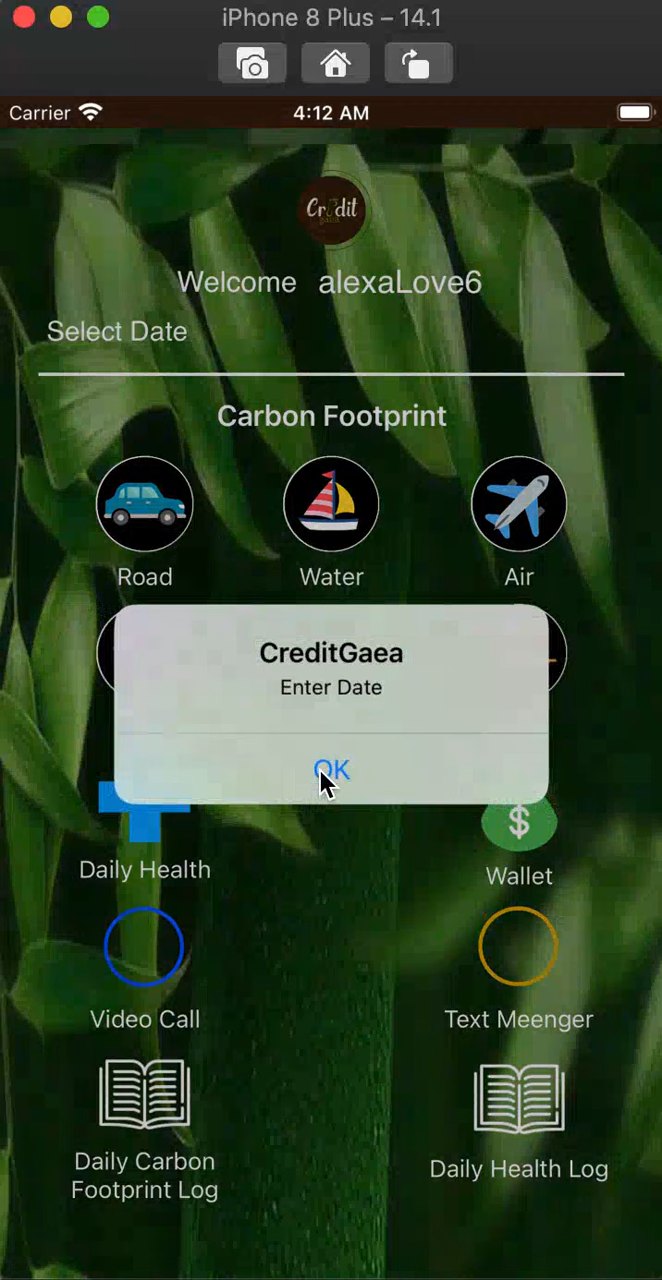 iPhone 8 Plus – 14.1
Carrier
4:12 AM
Credit
Welcome alexaLove6
Select Date
Carbon Footprint
Road
Water
Air
CreditGaea
Enter Date
OK
$
Daily Health
Wallet
Video Call
Text Meenger
Daily Carbon
Footprint Log
Daily Health Log